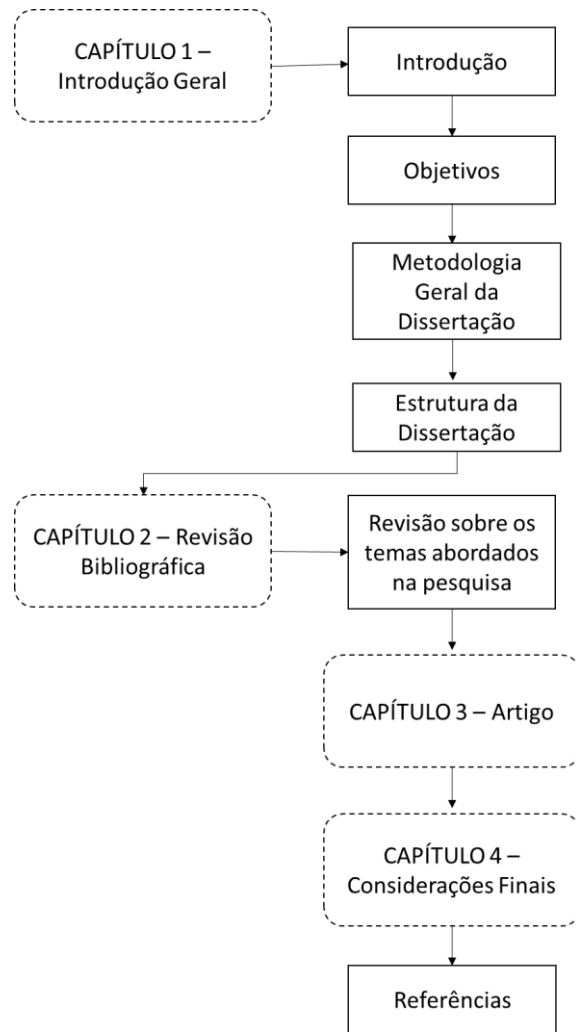 CAPÍTULO 1 –
Introdução Geral
Introdução
Objetivos
Metodologia
Geral da
Dissertação
Estrutura da
Dissertação
CAPÍTULO 2 – Revisão
Bibliográfica
Revisão sobre os
temas abordados
na pesquisa
CAPÍTULO 3 – Artigo
CAPÍTULO 4 –
Considerações Finais
Referências